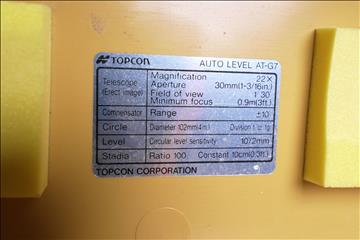 TOPCON AUTO LEVEL AT-G7
Telescope (Erect image) Magnification 22×
Aperture 30mm(1-3/16in.)
Field of view 1 30
Minimum focus 0.9m(3ft.)
Compensator Range ±10
Circle Diameter 102mm(4in.) Division 1 or 1g
Level Circular level sensitivity 10/2mm
Stadia Ratio 100 Constant 10cm(0.3ft.)
TOPCON CORPORATION